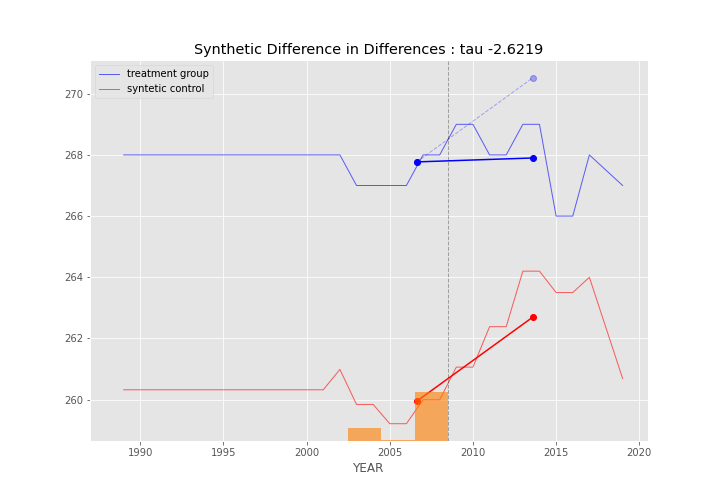 Synthetic Difference in Differences : tau -2.6219
treatment group
syntetic control
270
268
266
264
262
260
1990 1995 2000 2005 2010 2015 2020
YEAR